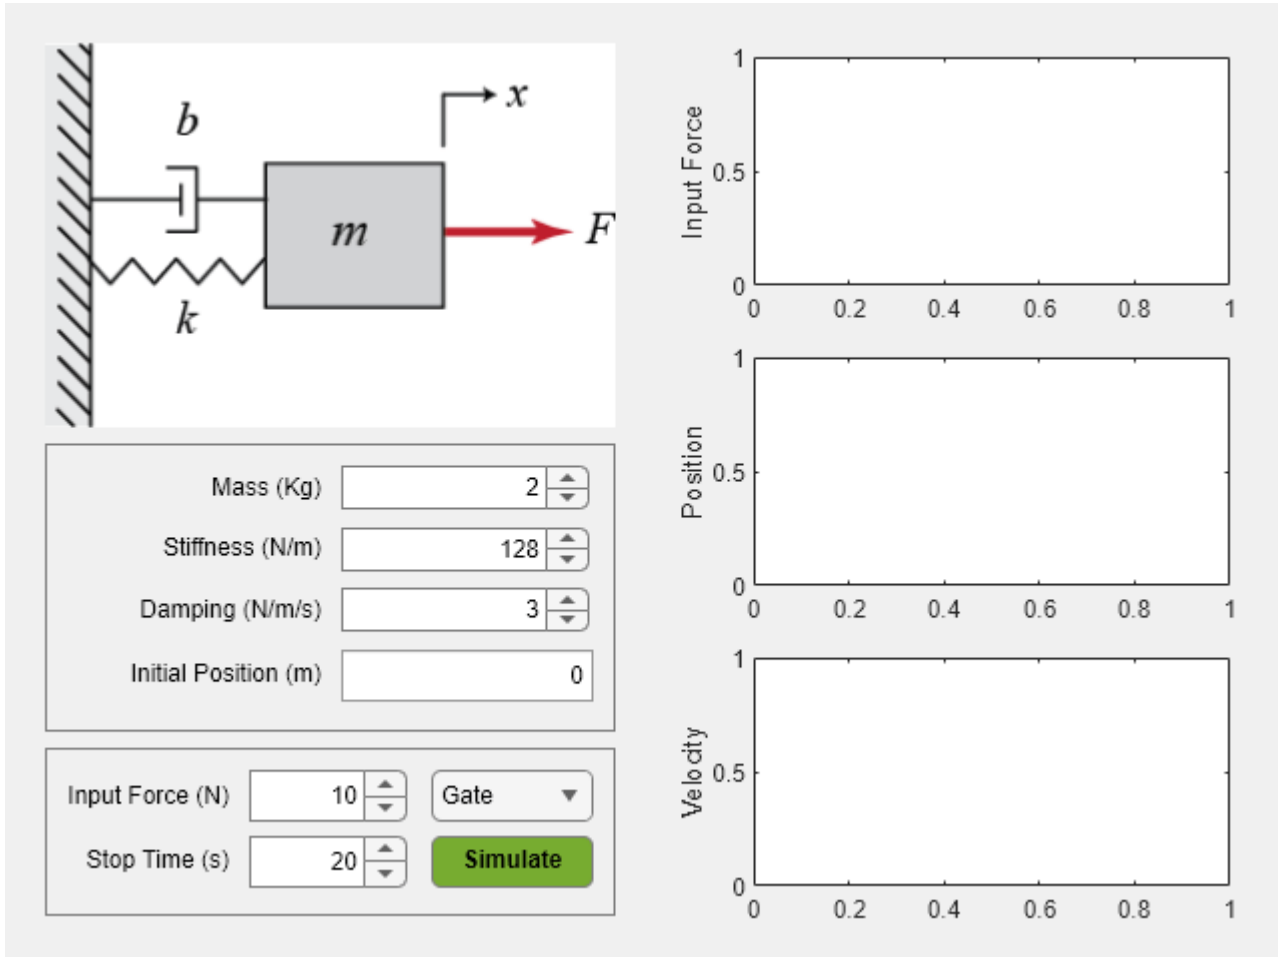 b
x
m
F
k
Mass (Kg) 2
Stiffness (N/m) 128
Damping (N/m/s) 3
Initial Position (m) 0
Input Force (N) 10 Gate
Stop Time (s) 20 Simulate
Input Force
1
0.5
0
0 0.2 0.4 0.6 0.8 1
Position
1
0.5
0
0 0.2 0.4 0.6 0.8 1
Velocity
1
0.5
0
0 0.2 0.4 0.6 0.8 1